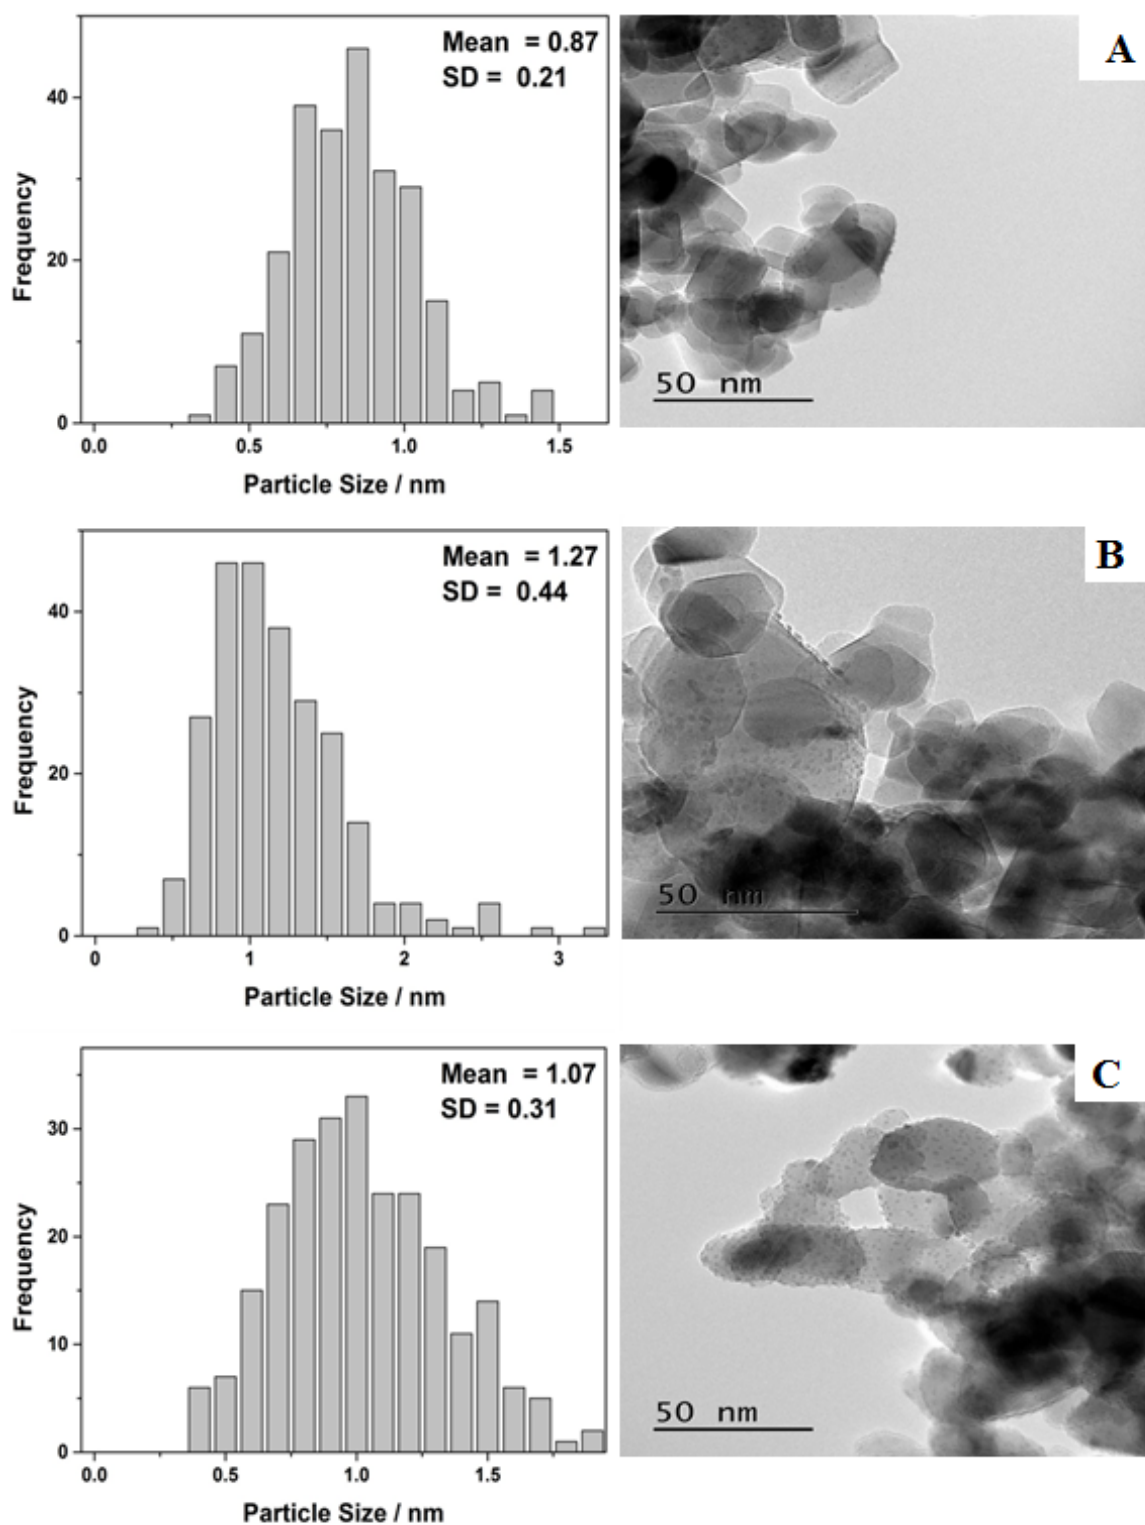 Mean = 0.87
SD = 0.21
A
Frequency
40
20
0
0.0 0.5 1.0 1.5
Particle Size / nm
50 nm
Mean = 1.27
SD = 0.44
B
Frequency
40
20
0
0 1 2 3
Particle Size / nm
50 nm
Mean = 1.07
SD = 0.31
C
Frequency
30
20
10
0
0.0 0.5 1.0 1.5
Particle Size / nm
50 nm